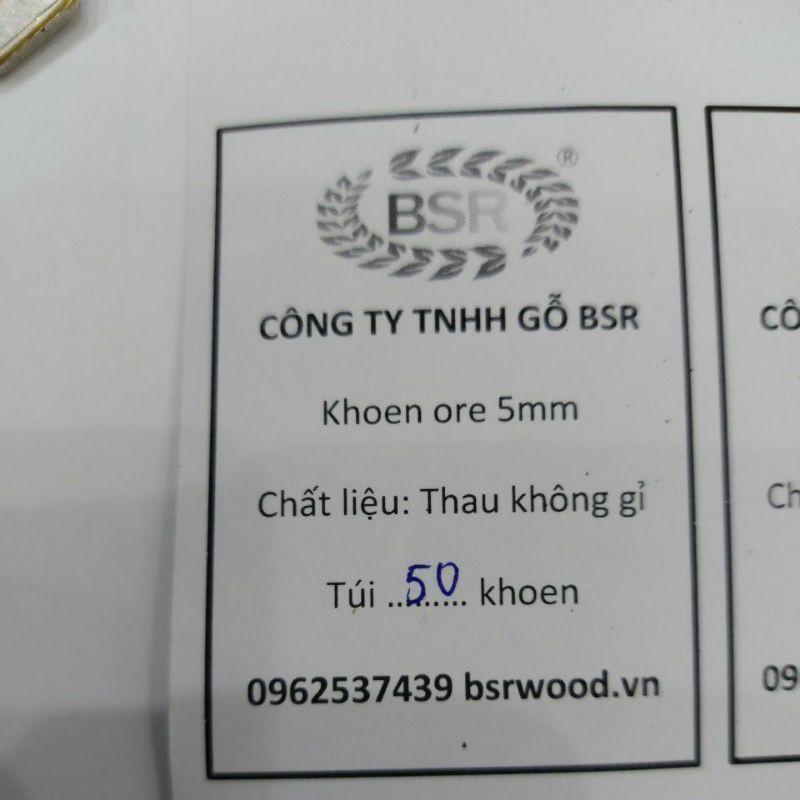 BSR ®
CÔNG TY TNHH GỖ BSR
Khoen ore 5mm
Chất liệu: Thau không gỉ
Túi ..50.... khoen
0962537439 bsrwood.vn
CÔ
Ch
09